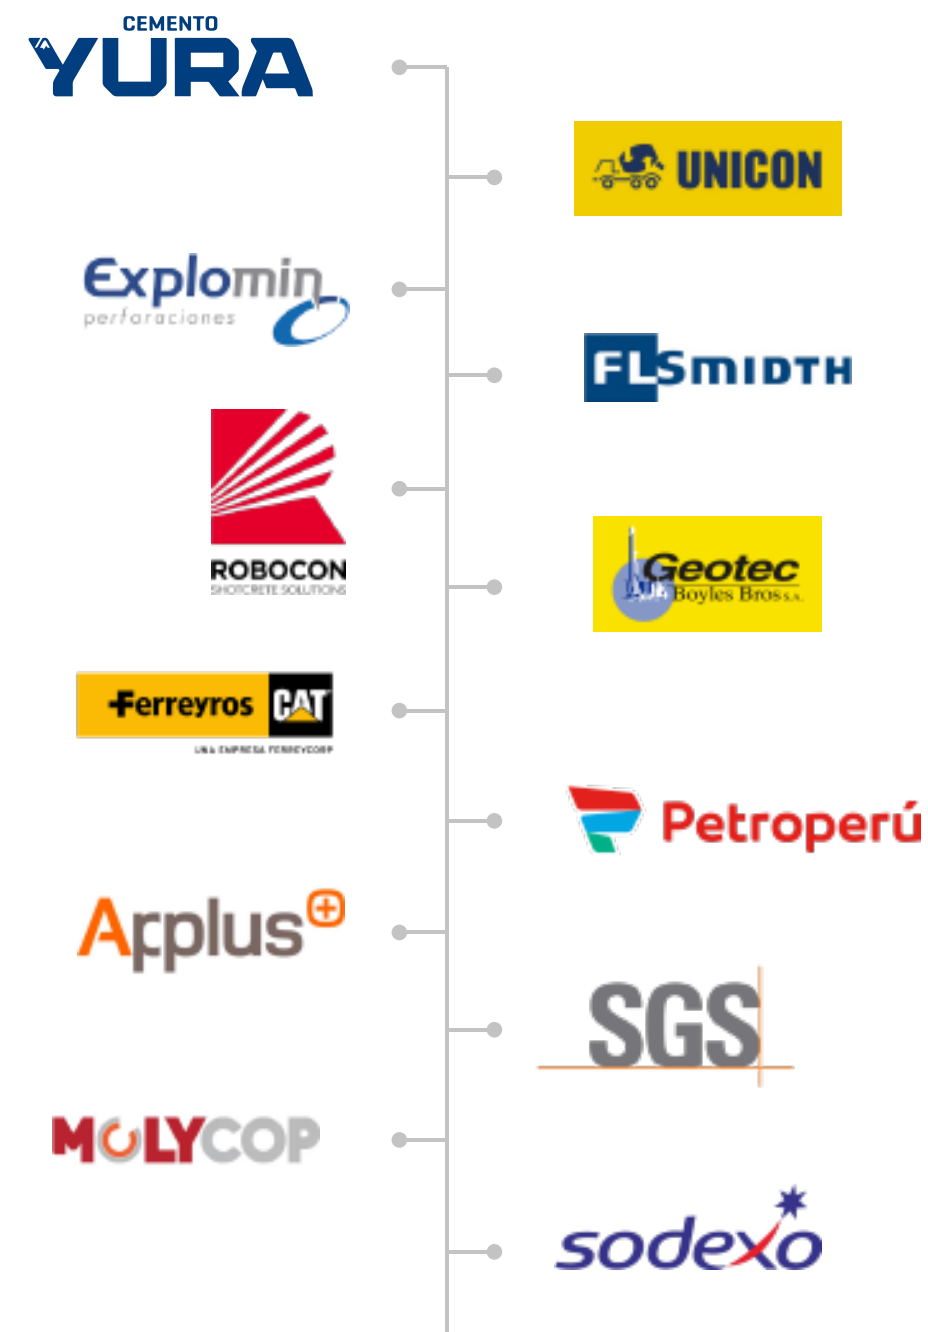 CEMENTO
YURA
UNICON
Explomin
perforaciones
FLSMIDTH
ROBOCON
SHOTCRETE SOLUTIONS
Geotec
Boyles Bros S.A.
Ferreyros CAT
UNA EMPRESA FERREYCORP
Petroperú
Applus+
SGS
MOLYCOP
sodexo